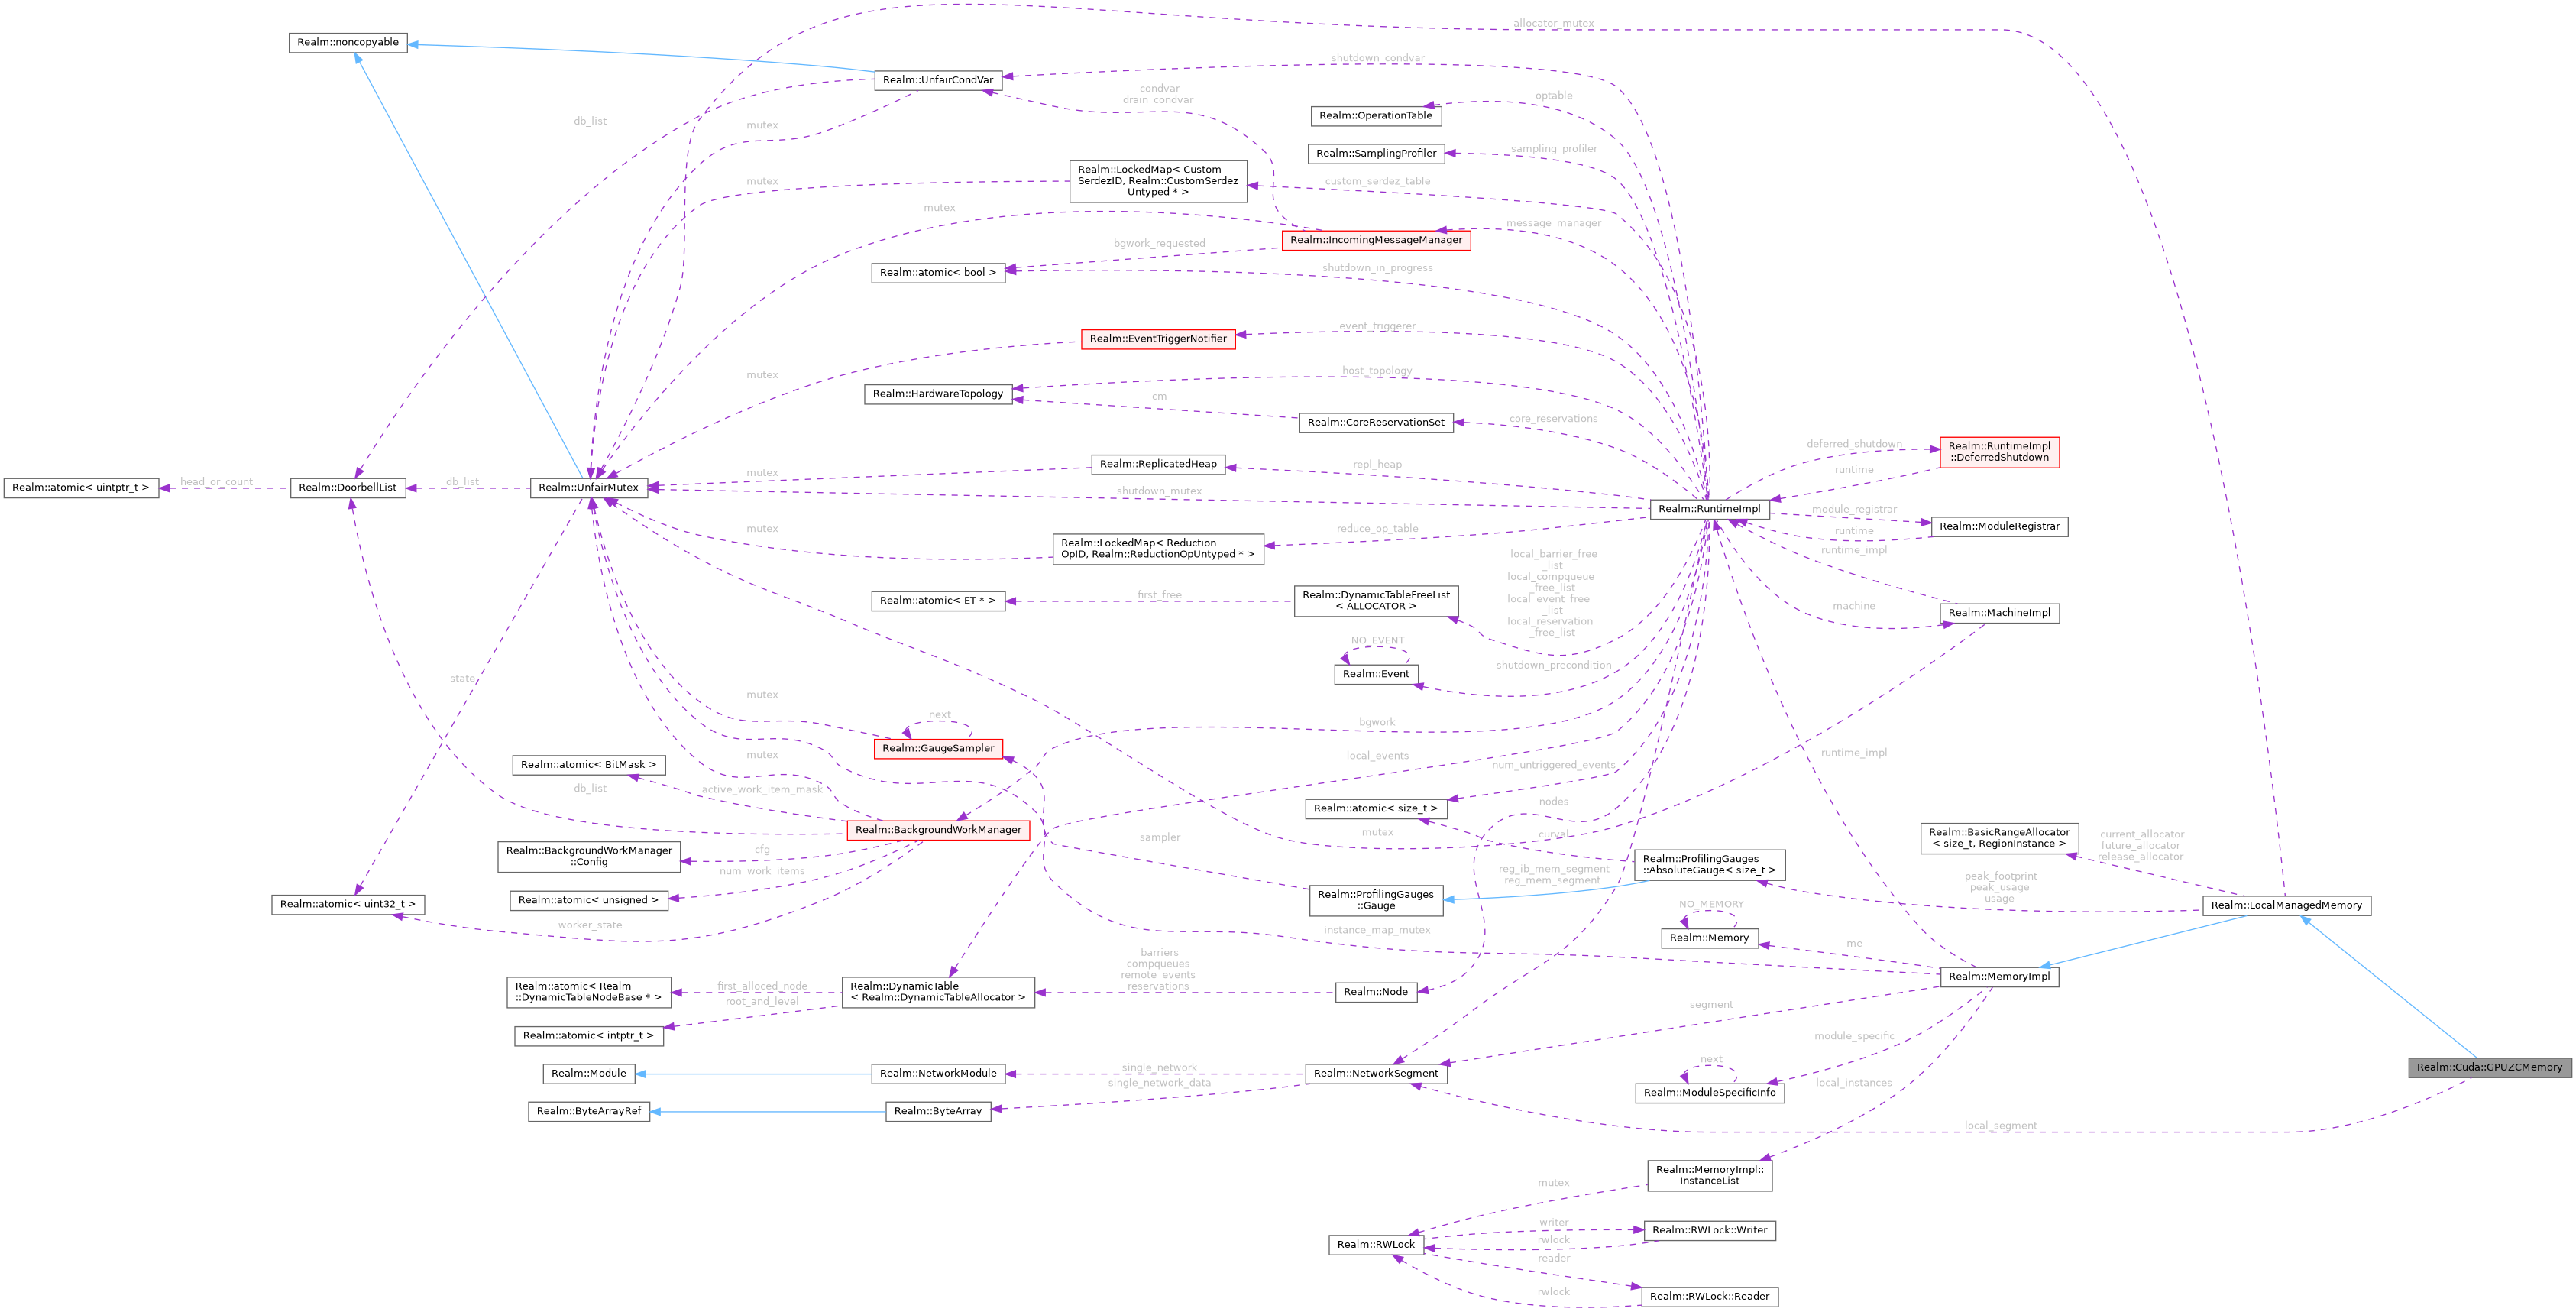 allocator_mutex
Realm::noncopyable
shutdown_condvar
Realm::UnfairCondVar
condvar
drain_condvar
optable
Realm::OperationTable
db_list
mutex
sampling_profiler
Realm::SamplingProfiler
Realm::LockedMap< Custom
SerdezID, Realm::CustomSerdez
Untyped * >
mutex
custom_serdez_table
mutex
message_manager
Realm::IncomingMessageManager
bgwork_requested
Realm::atomic< bool >
shutdown_in_progress
event_triggerer
Realm::EventTriggerNotifier
mutex
host_topology
Realm::HardwareTopology
cm
core_reservations
Realm::CoreReservationSet
deferred_shutdown
Realm::RuntimeImpl
::DeferredShutdown
runtime
Realm::ReplicatedHeap
repl_heap
mutex
Realm::atomic< uintptr_t >
head_or_count
Realm::DoorbellList
db_list
Realm::UnfairMutex
shutdown_mutex
Realm::RuntimeImpl
module_registrar
Realm::ModuleRegistrar
runtime
mutex
reduce_op_table
Realm::LockedMap< Reduction
OpID, Realm::ReductionOpUntyped * >
runtime_impl
local_barrier_free
_list
local_compqueue
_free_list
local_event_free
_list
local_reservation
_free_list
Realm::atomic< ET * >
first_free
Realm::DynamicTableFreeList
< ALLOCATOR >
machine
Realm::MachineImpl
NO_EVENT
Realm::Event
shutdown_precondition
state
mutex
next
Realm::GaugeSampler
bgwork
mutex
local_events
runtime_impl
Realm::atomic< BitMask >
num_untriggered_events
db_list
active_work_item_mask
nodes
Realm::atomic< size_t >
Realm::BackgroundWorkManager
sampler
mutex
curval
Realm::BasicRangeAllocator
< size_t, RegionInstance >
current_allocator
future_allocator
release_allocator
Realm::BackgroundWorkManager
::Config
cfg
num_work_items
Realm::ProfilingGauges
::AbsoluteGauge< size_t >
reg_ib_mem_segment
reg_mem_segment
peak_footprint
peak_usage
usage
Realm::atomic< unsigned >
Realm::atomic< uint32_t >
Realm::ProfilingGauges
::Gauge
NO_MEMORY
Realm::LocalManagedMemory
worker_state
instance_map_mutex
Realm::Memory
me
barriers
compqueues
remote_events
reservations
Realm::MemoryImpl
Realm::atomic< Realm
::DynamicTableNodeBase * >
first_alloced_node
root_and_level
Realm::DynamicTable
< Realm::DynamicTableAllocator >
Realm::Node
segment
Realm::atomic< intptr_t >
module_specific
next
Realm::Module
Realm::NetworkModule
single_network
single_network_data
Realm::NetworkSegment
Realm::ModuleSpecificInfo
local_instances
Realm::Cuda::GPUZCMemory
Realm::ByteArrayRef
Realm::ByteArray
local_segment
Realm::MemoryImpl::
InstanceList
mutex
writer
Realm::RWLock::Writer
Realm::RWLock
rwlock
reader
rwlock
Realm::RWLock::Reader